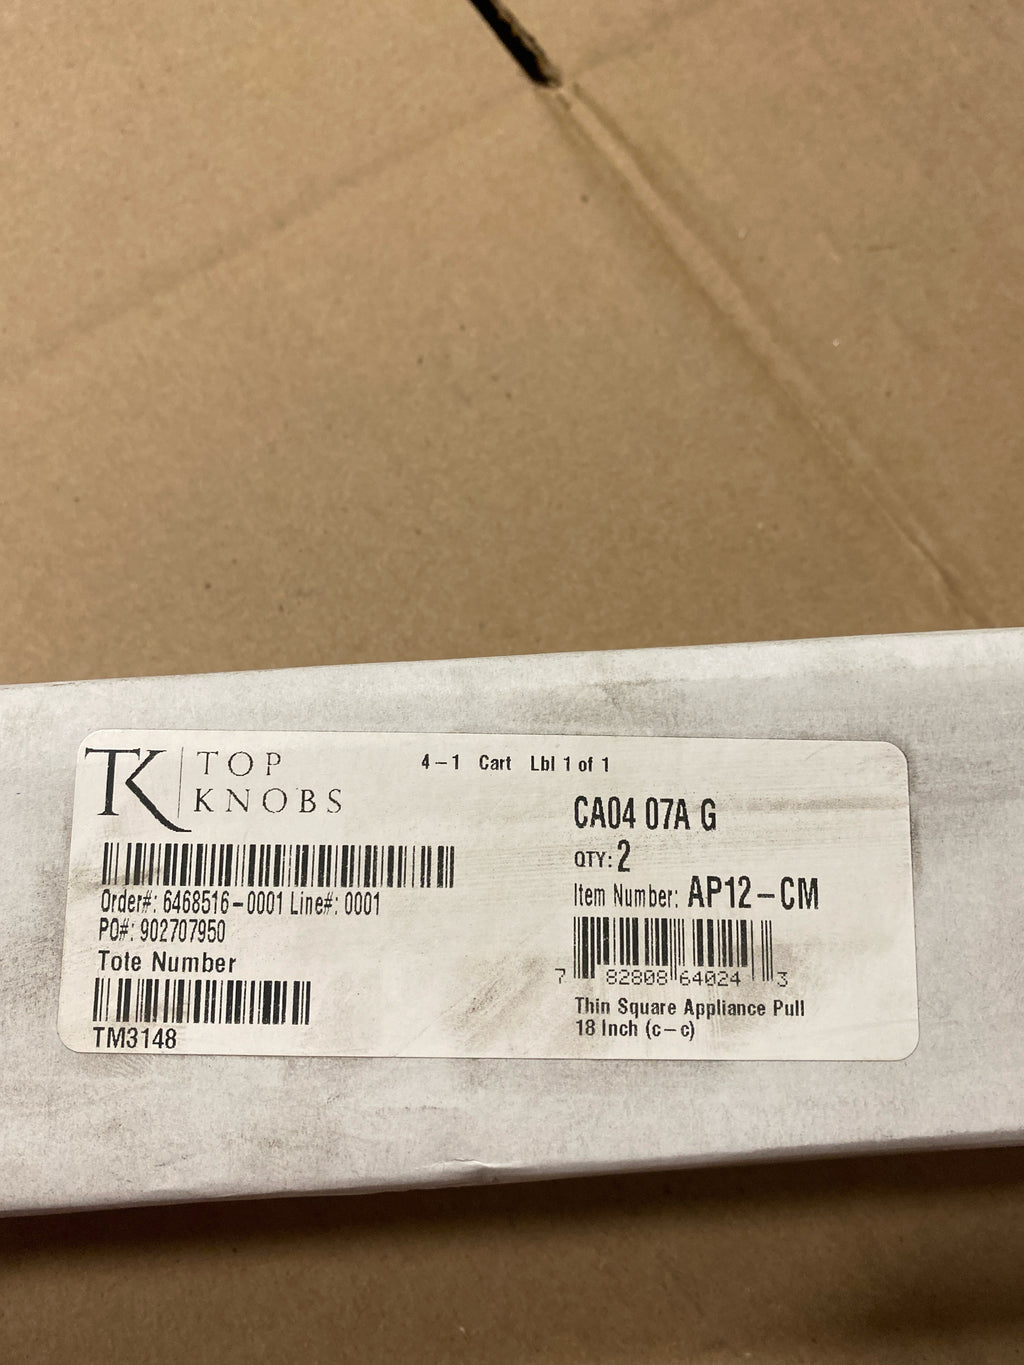 TK TOP
KNOBS
4-1 Cart Lbl 1 of 1
CA04 07A G
QTY: 2
Item Number: AP12-CM
7 82808 64024 3
Thin Square Appliance Pull
18 Inch (c-c)
Order#: 6468516-0001 Line#: 0001
PO#: 902707950
Tote Number
TM3148